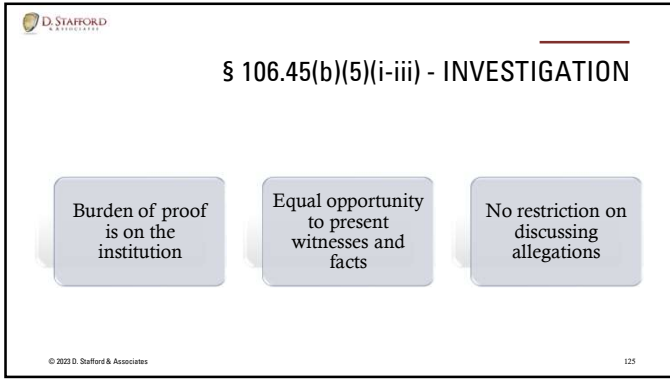 D. STAFFORD
& ASSOCIATES
§ 106.45(b)(5)(i-iii) - INVESTIGATION
Burden of proof
is on the
institution
Equal opportunity
to present
witnesses and
facts
No restriction on
discussing
allegations
© 2023 D. Stafford & Associates
125